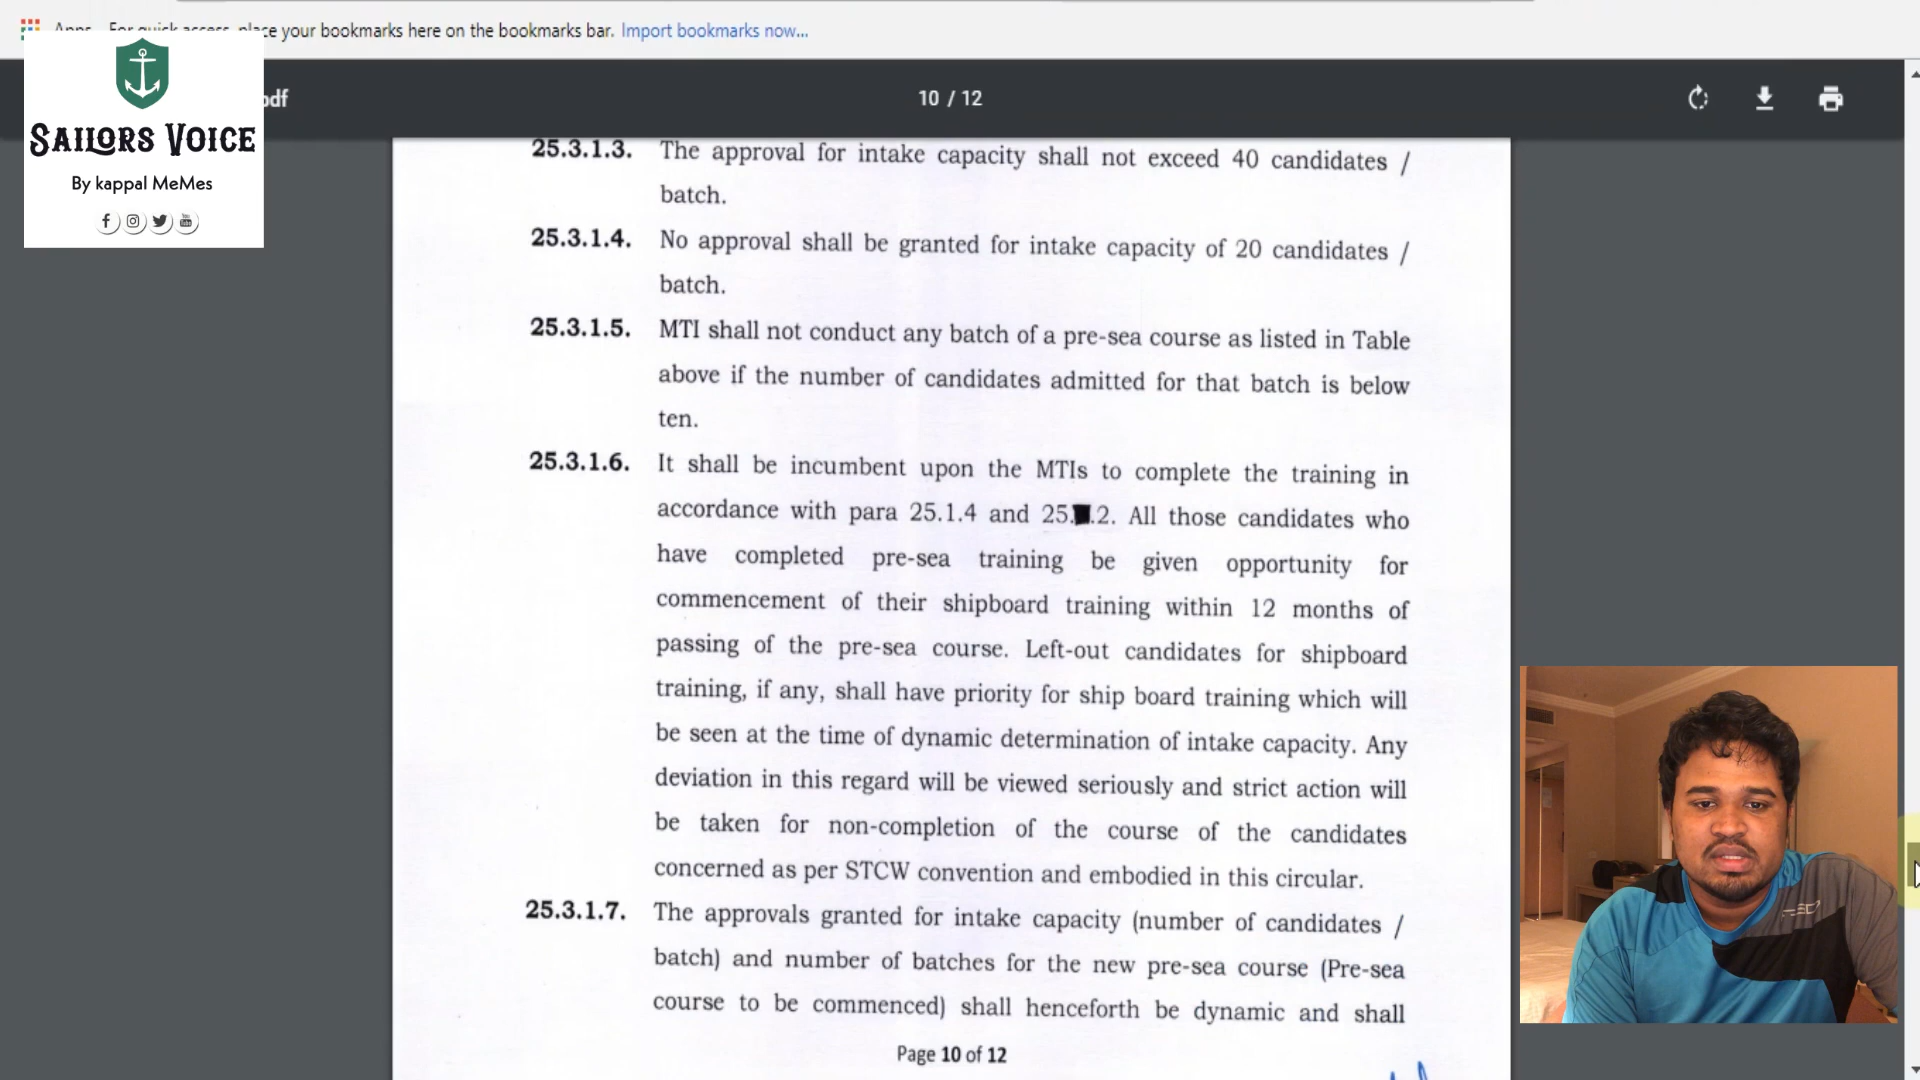 Apps For quick access, place your bookmarks here on the bookmarks bar. Import bookmarks now...
pdf
10 / 12
SAILORS VOICE
By kappal MeMes
25.3.1.3. The approval for intake capacity shall not exceed 40 candidates /
batch.
25.3.1.4. No approval shall be granted for intake capacity of 20 candidates /
batch.
25.3.1.5. MTI shall not conduct any batch of a pre-sea course as listed in Table
above if the number of candidates admitted for that batch is below
ten.
25.3.1.6. It shall be incumbent upon the MTIs to complete the training in
accordance with para 25.1.4 and 25. .2. All those candidates who
have completed pre-sea training be given opportunity for
commencement of their shipboard training within 12 months of
passing of the pre-sea course. Left-out candidates for shipboard
training, if any, shall have priority for ship board training which will
be seen at the time of dynamic determination of intake capacity. Any
deviation in this regard will be viewed seriously and strict action will
be taken for non-completion of the course of the candidates
concerned as per STCW convention and embodied in this circular.
25.3.1.7. The approvals granted for intake capacity (number of candidates /
batch) and number of batches for the new pre-sea course (Pre-sea
course to be commenced) shall henceforth be dynamic and shall
Page 10 of 12